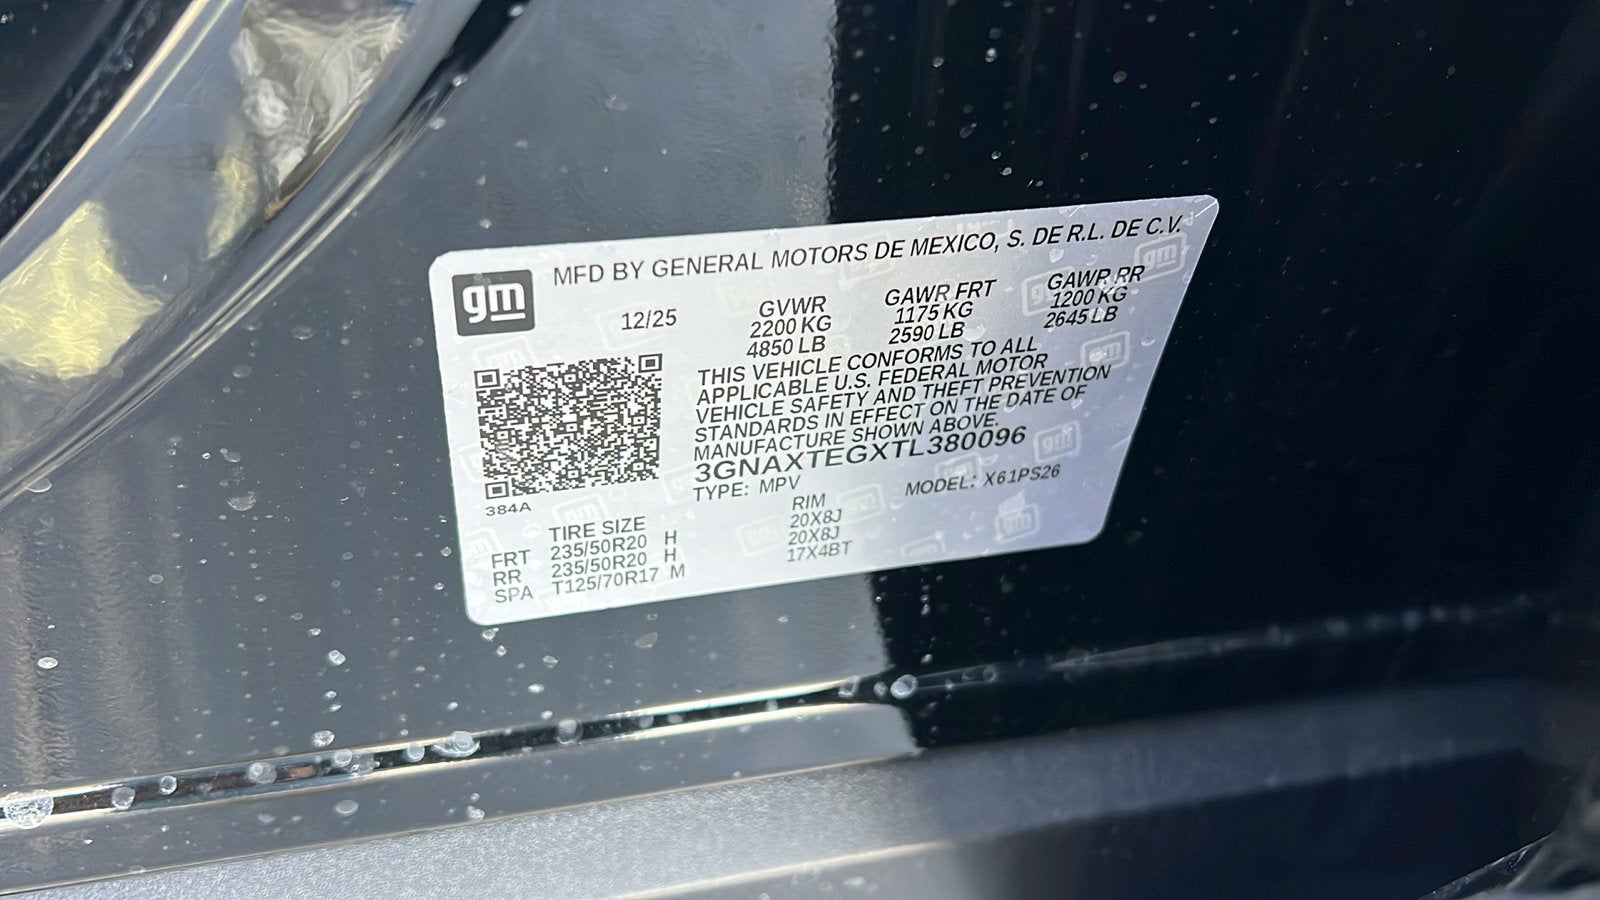 MFD BY GENERAL MOTORS DE MEXICO, S. DE R.L. DE C.V.
gm
12/25
GVWR GAWR FRT GAWR RR
2200 KG 1175 KG 1200 KG
4850 LB 2590 LB 2645 LB
THIS VEHICLE CONFORMS TO ALL
APPLICABLE U.S. FEDERAL MOTOR
VEHICLE SAFETY AND THEFT PREVENTION
STANDARDS IN EFFECT ON THE DATE OF
MANUFACTURE SHOWN ABOVE.
3GNAXTEGXTL380096
TYPE: MPV MODEL: X61PS26
384A
TIRE SIZE RIM
FRT 235/50R20 H 20X8J
RR 235/50R20 H 20X8J
SPA T125/70R17 M 17X4BT